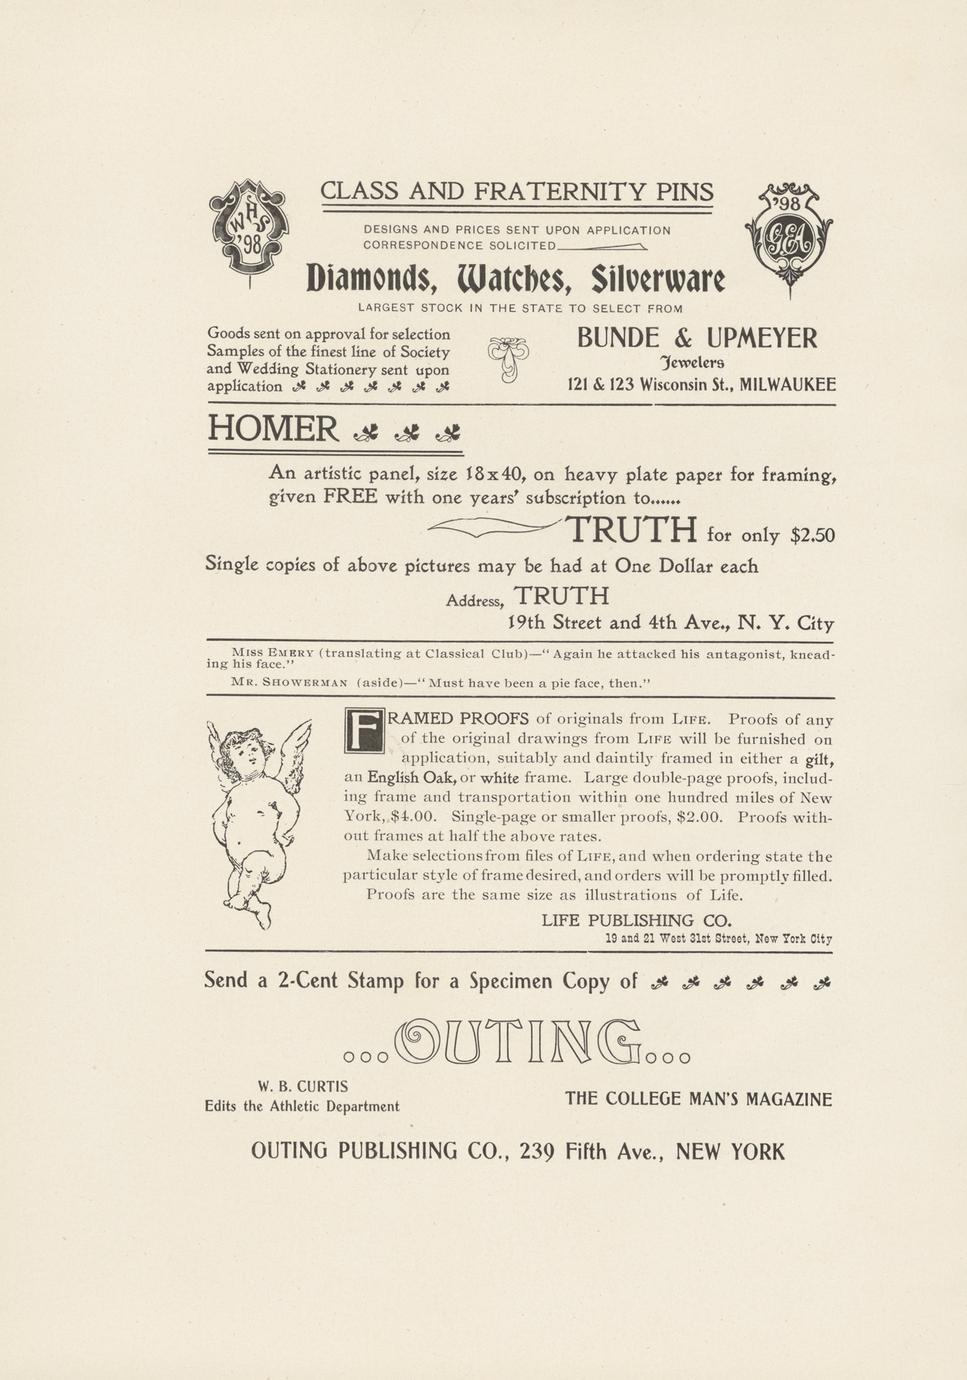 CLASS AND FRATERNITY PINS
WHS
'98
'98
DESIGNS AND PRICES SENT UPON APPLICATION
CORRESPONDENCE SOLICITED
Diamonds, Watches, Silverware
LARGEST STOCK IN THE STATE TO SELECT FROM
Goods sent on approval for selection
Samples of the finest line of Society
and Wedding Stationery sent upon
application
BUNDE & UPMEYER
Jewelers
121 & 123 Wisconsin St., MILWAUKEE
HOMER
An artistic panel, size 18x40, on heavy plate paper for framing,
given FREE with one years' subscription to......
TRUTH for only $2.50
Single copies of above pictures may be had at One Dollar each
Address, TRUTH
19th Street and 4th Ave., N. Y. City
MISS EMERY (translating at Classical Club)—"Again he attacked his antagonist, knead-
ing his face."
MR. SHOWERMAN (aside)—"Must have been a pie face, then."
FRAMED PROOFS of originals from LIFE. Proofs of any
of the original drawings from LIFE will be furnished on
application, suitably and daintily framed in either a gilt,
an English Oak, or white frame. Large double-page proofs, includ-
ing frame and transportation within one hundred miles of New
York, $4.00. Single-page or smaller proofs, $2.00. Proofs with-
out frames at half the above rates.
Make selections from files of LIFE, and when ordering state the
particular style of frame desired, and orders will be promptly filled.
Proofs are the same size as illustrations of Life.
LIFE PUBLISHING CO.
19 and 21 West 31st Street, New York City
Send a 2-Cent Stamp for a Specimen Copy of
...OUTING...
W. B. CURTIS
Edits the Athletic Department
THE COLLEGE MAN'S MAGAZINE
OUTING PUBLISHING CO., 239 Fifth Ave., NEW YORK